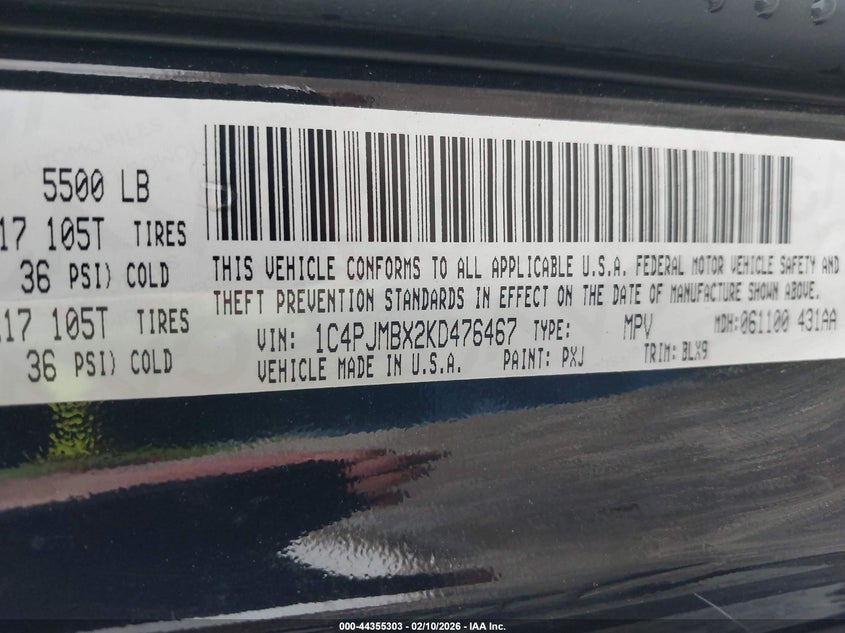 5500 LB
17 105T TIRES
36 PSI) COLD
17 105T
36 PSI) COLD
THIS VEHICLE CONFORMS TO ALL APPLICABLE U.S.A. FEDERAL MOTOR VEHICLE SAFETY AND
THEFT PREVENTION STANDARDS IN EFFECT ON THE DATE OF MANUFACTURE SHOWN ABOVE.
VIN: 1C4PJMBX2KD476467 TYPE: MPV MDH:061100 431AA
VEHICLE MADE IN U.S.A. PAINT: PXJ TRIM: BLX9
000-44355303 - 02/10/2026 - IAA Inc.